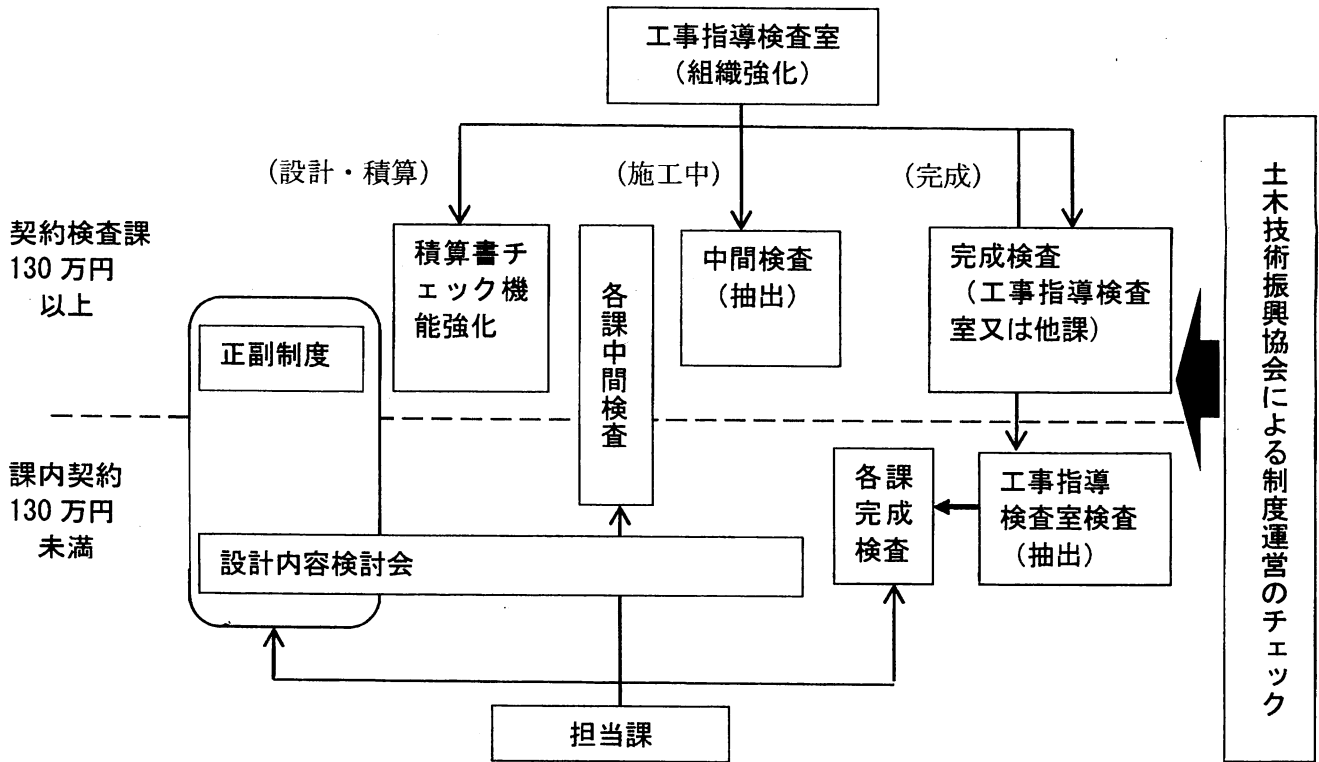 工事指導検査室
（組織強化）
（設計・積算）
（施工中）
（完成）
契約検査課
130 万円
以上
正副制度
積算書チ
ェック機
能強化
各課中間検査
中間検査
（抽出）
完成検査
（工事指導検査
室又は他課）
土木技術振興協会による制度運営のチェック
課内契約
130 万円
未満
設計内容検討会
各課
完成
検査
工事指導
検査室検査
（抽出）
担当課